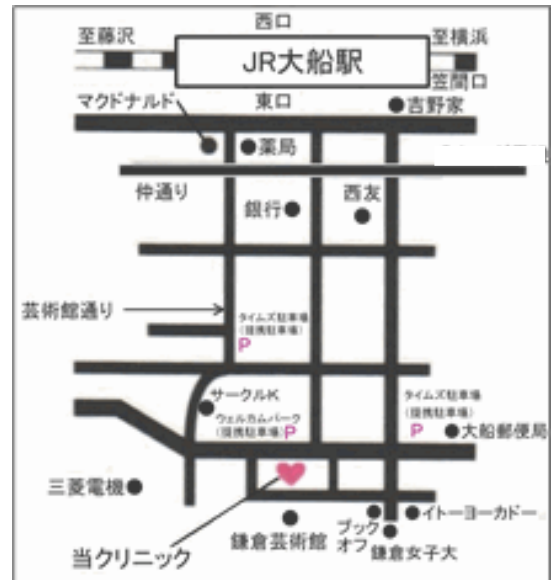 西口
至藤沢
JR大船駅
至横浜
笠間口
マクドナルド
東口
吉野家
薬局
仲通り
銀行
西友
芸術館通り
タイムズ駐車場
(提携駐車場)
P
サークルK
ウェルカムパーク
(提携駐車場)
P
タイムズ駐車場
(提携駐車場)
P
大船郵便局
三菱電機
当クリニック
鎌倉芸術館
ブック
オフ
イトーヨーカドー
鎌倉女子大